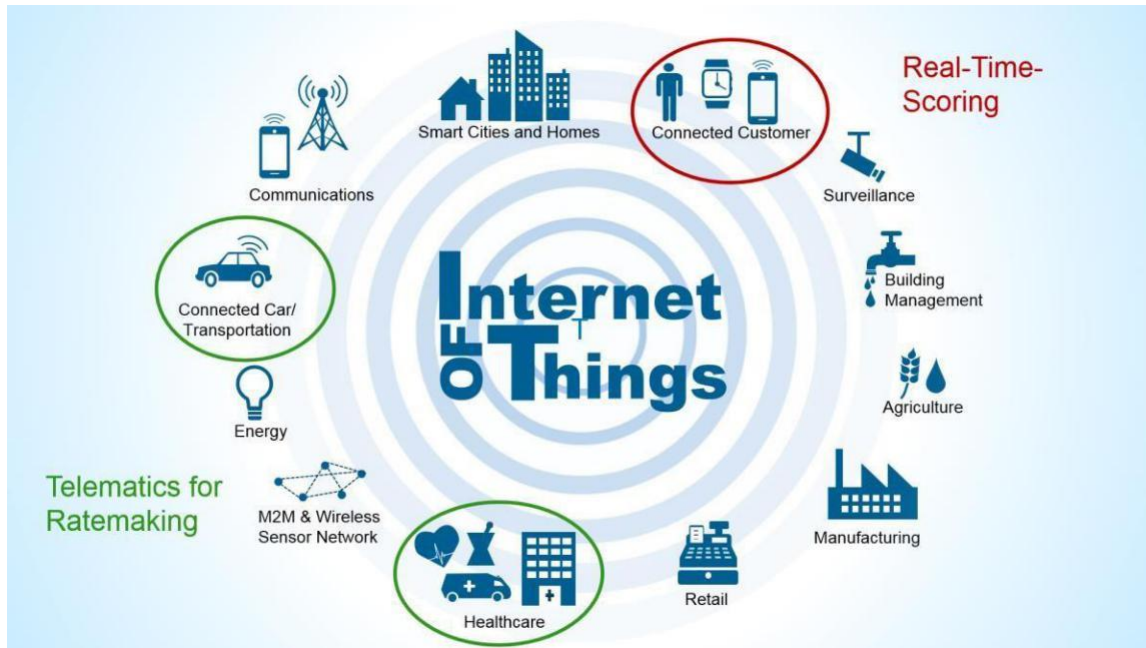 Real-Time-
Scoring
Smart Cities and Homes
Connected Customer
Communications
Surveillance
Connected Car/
Transportation
Building
Management
Internet
OF Things
T
Energy
Agriculture
Telematics for
Ratemaking
M2M & Wireless
Sensor Network
Manufacturing
Healthcare
Retail